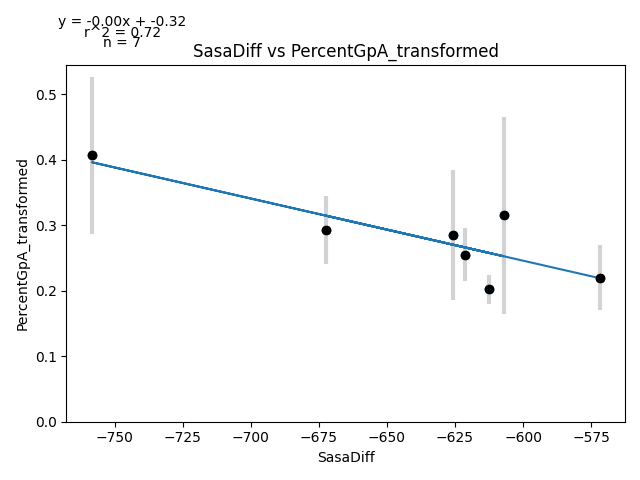 y = -0.00x + -0.32
r^2 = 0.72
n = 7
SasaDiff vs PercentGpA_transformed
PercentGpA_transformed
0.5
0.4
0.3
0.2
0.1
0.0
−750 −725 −700 −675 −650 −625 −600 −575
SasaDiff